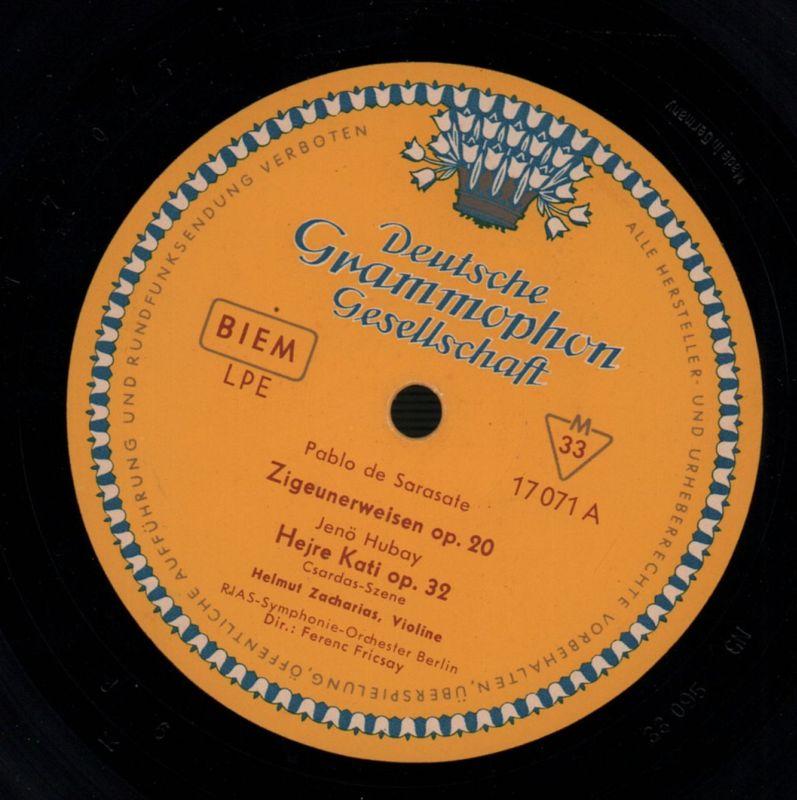 Deutsche
Grammophon
Gesellschaft
BIEM
LPE
M
33
17071 A
Pablo de Sarasate
Zigeunerweisen op. 20
Jenö Hubay
Hejre Kati op. 32
Csardas-Szene
Helmut Zacharias, Violine
RIAS-Symphonie-Orchester Berlin
Dir.: Ferenc Fricsay
ALLE HERSTELLER- UND URHEBERRECHTE VORBEHALTEN, ÜBERSPIELUNG, ÖFFENTLICHE AUFFÜHRUNG UND RUNDFUNKSENDUNG VERBOTEN
Made in Germany